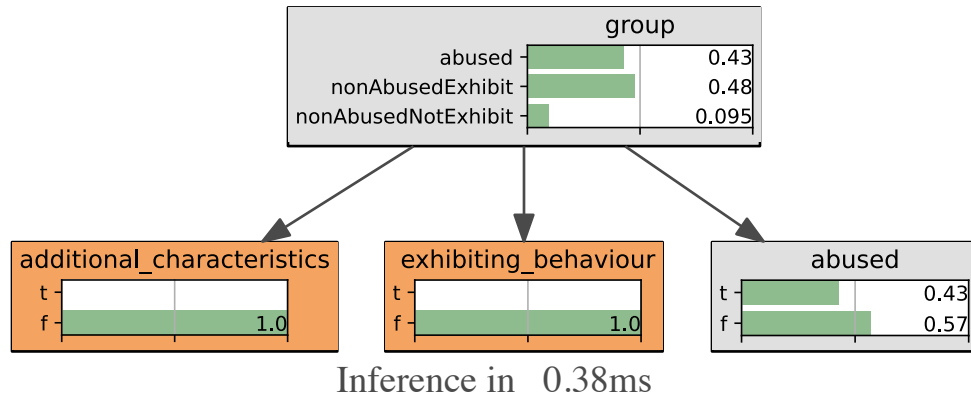 group
abused 0.43
nonAbusedExhibit 0.48
nonAbusedNotExhibit 0.095
additional_characteristics
t
f 1.0
exhibiting_behaviour
t
f 1.0
abused
t 0.43
f 0.57
Inference in 0.38ms